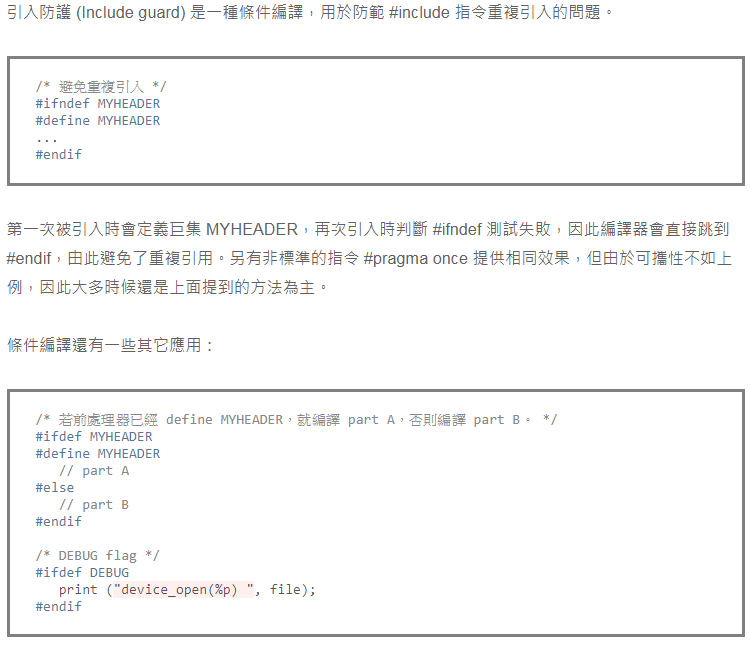 引入防護 (Include guard) 是一種條件編譯，用於防範 #include 指令重複引入的問題。
/* 避免重複引入 */
#ifndef MYHEADER
#define MYHEADER
...
#endif
第一次被引入時會定義巨集 MYHEADER，再次引入時判斷 #ifndef 測試失敗，因此編譯器會直接跳到
#endif，由此避免了重複引用。另有非標準的指令 #pragma once 提供相同效果，但由於可攜性不如上
例，因此大多時候還是上面提到的方法為主。
條件編譯還有一些其它應用：
/* 若前處理器已經 define MYHEADER，就編譯 part A，否則編譯 part B。 */
#ifdef MYHEADER
#define MYHEADER
   // part A
#else
   // part B
#endif
/* DEBUG flag */
#ifdef DEBUG
   print ("device_open(%p) ", file);
#endif